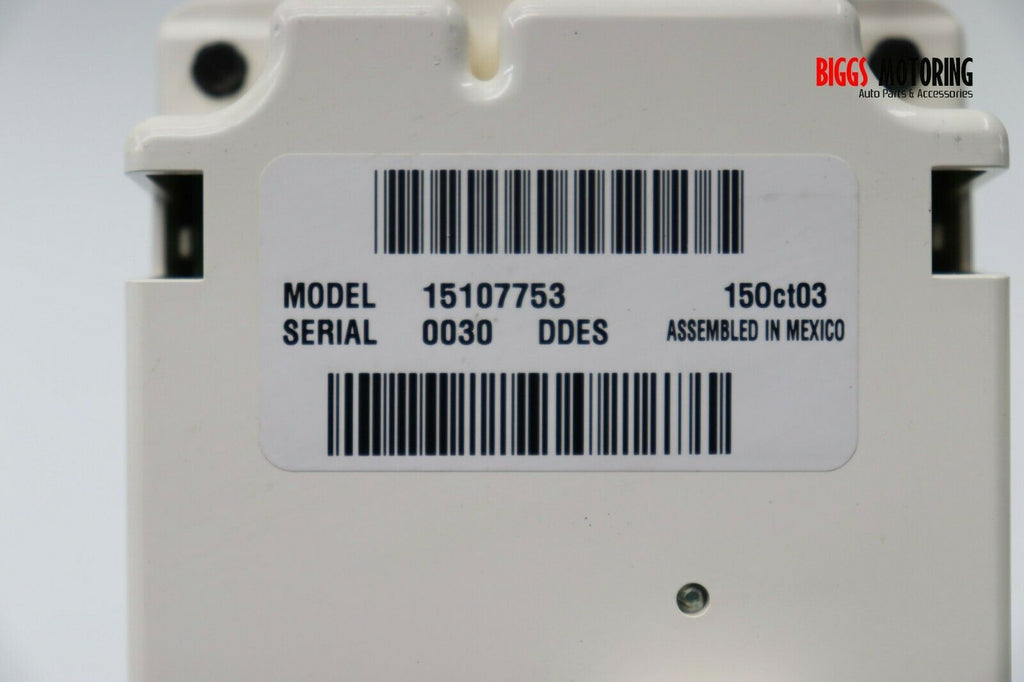 BIGGS MOTORING
Auto Parts & Accessories
MODEL 15107753 15Oct03
SERIAL 0030 DDES ASSEMBLED IN MEXICO